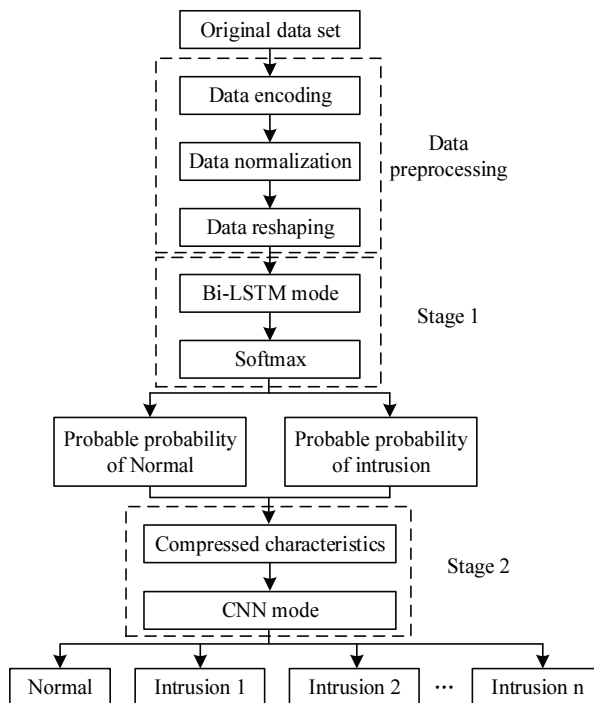 Original data set
Data encoding
Data normalization
Data reshaping
Data
preprocessing
Bi-LSTM mode
Softmax
Stage 1
Probable probability
of Normal
Probable probability
of intrusion
Compressed characteristics
CNN mode
Stage 2
Normal
Intrusion 1
Intrusion 2
...
Intrusion n